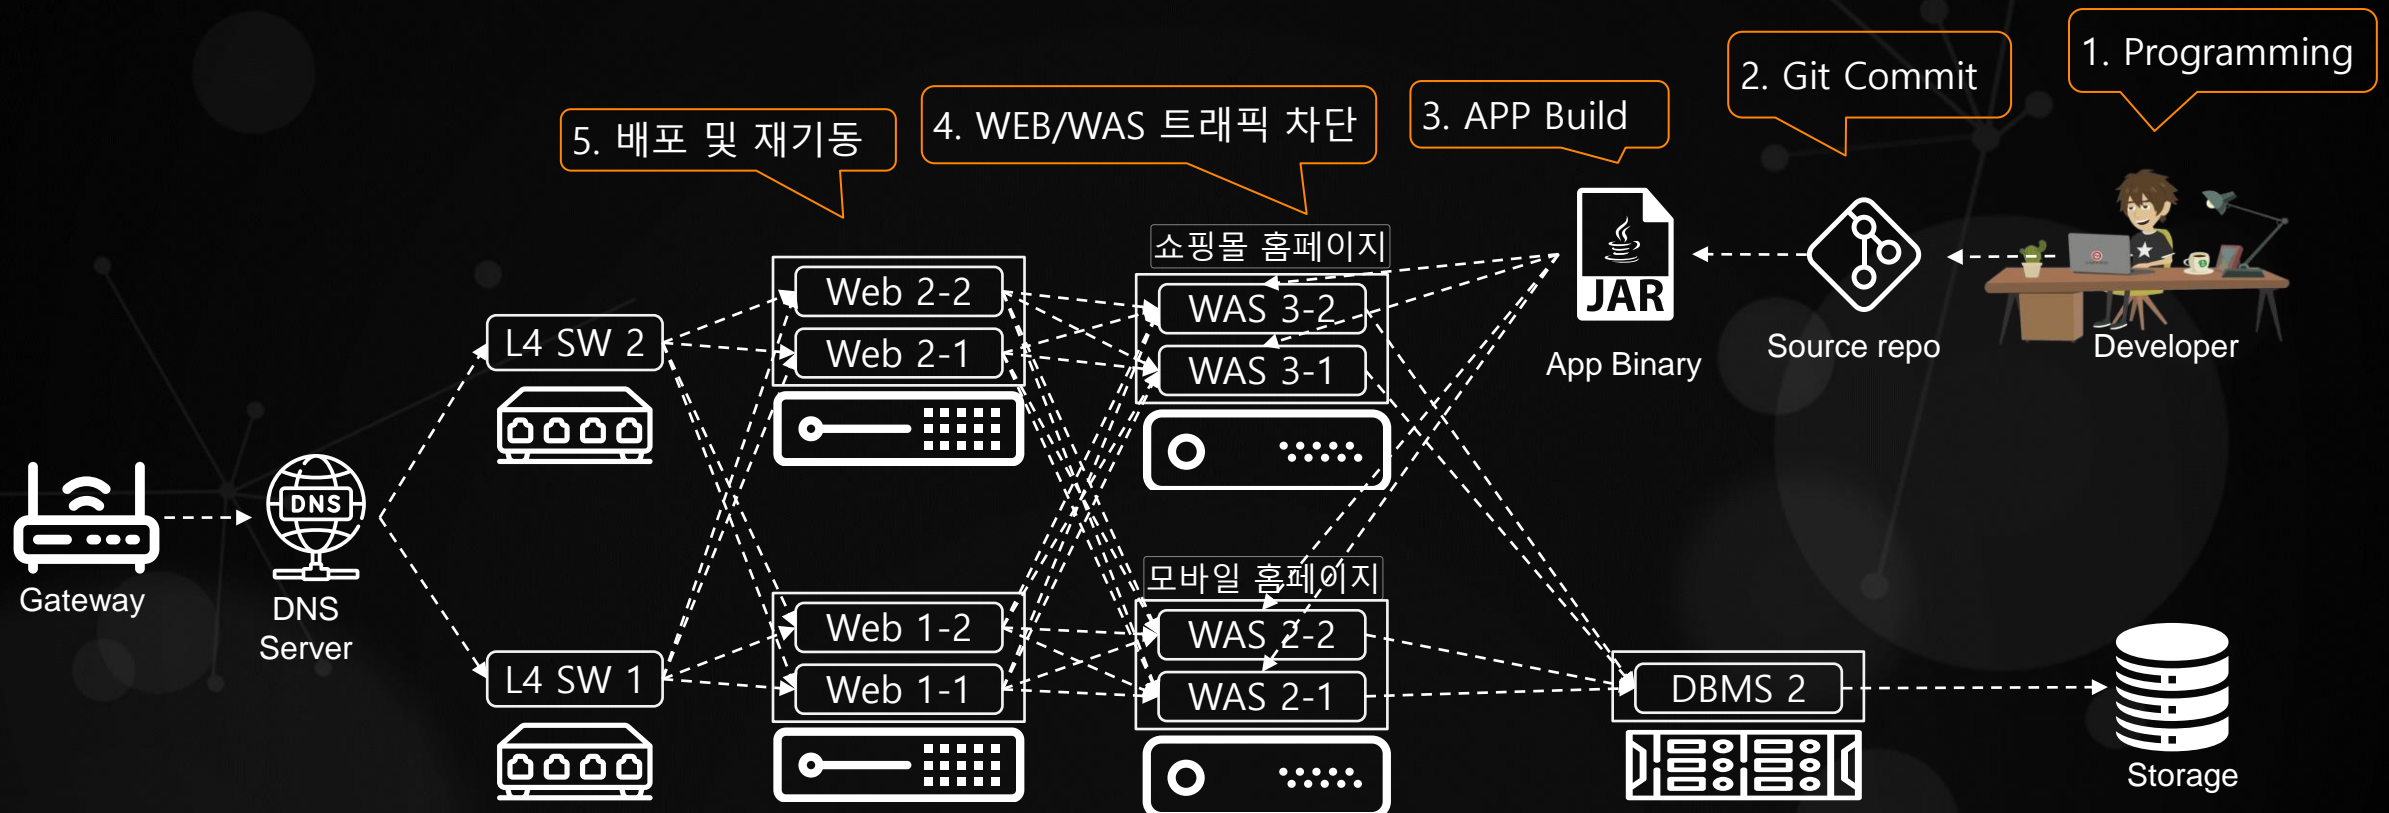 1. Programming
2. Git Commit
3. APP Build
4. WEB/WAS 트래픽 차단
5. 배포 및 재기동
쇼핑몰 홈페이지
Web 2-2
WAS 3-2
JAR
L4 SW 2
Web 2-1
WAS 3-1
App Binary
Source repo
Developer
DNS
Gateway
DNS
Server
모바일 홈페이지
Web 1-2
WAS 2-2
L4 SW 1
Web 1-1
WAS 2-1
DBMS 2
Storage